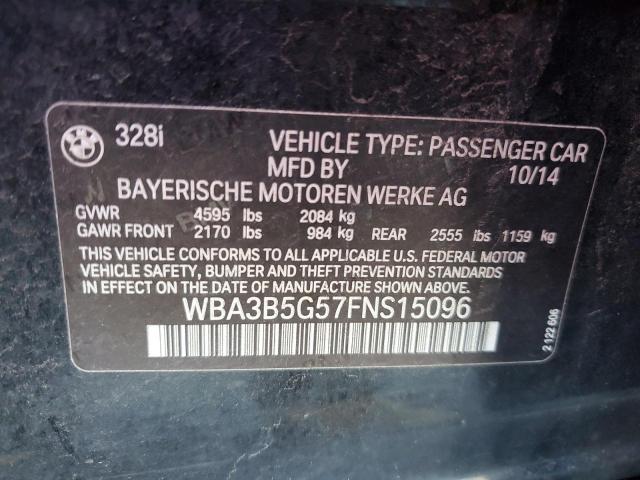 328i VEHICLE TYPE: PASSENGER CAR
MFD BY 10/14
BAYERISCHE MOTOREN WERKE AG
GVWR 4595 lbs 2084 kg
GAWR FRONT 2170 lbs 984 kg REAR 2555 lbs 1159 kg
THIS VEHICLE CONFORMS TO ALL APPLICABLE U.S. FEDERAL MOTOR
VEHICLE SAFETY, BUMPER AND THEFT PREVENTION STANDARDS IN
EFFECT ON THE DATE OF MANUFACTURE SHOWN ABOVE.
WBA3B5G57FNS15096
2 122 606